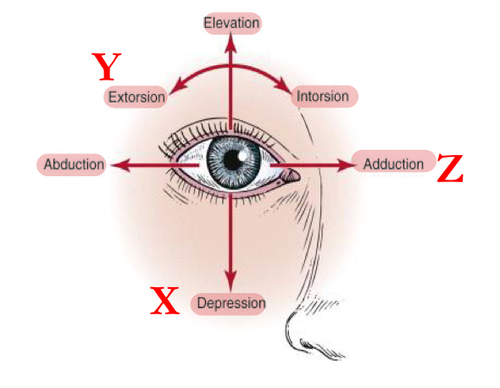 Elevation
Y
Extorsion
Intorsion
Abduction
Adduction
Z
X
Depression